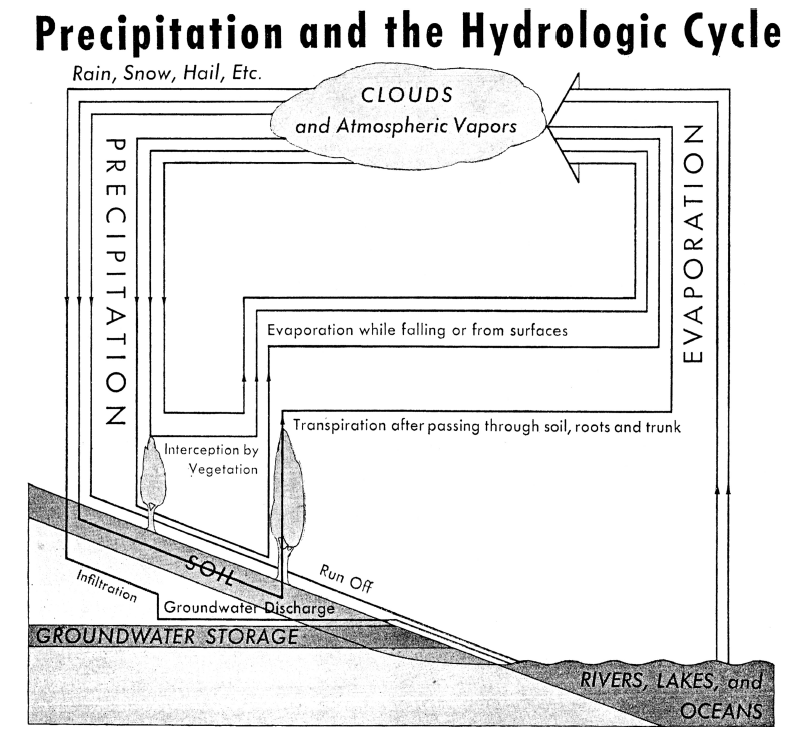 Precipitation and the Hydrologic Cycle
Rain, Snow, Hail, Etc.
CLOUDS
and Atmospheric Vapors
PRECIPITATION
EVAPORATION
Evaporation while falling or from surfaces
Transpiration after passing through soil, roots and trunk
Interception by
Vegetation
SOIL
Run Off
Infiltration
Groundwater Discharge
GROUNDWATER STORAGE
RIVERS, LAKES, and
OCEANS